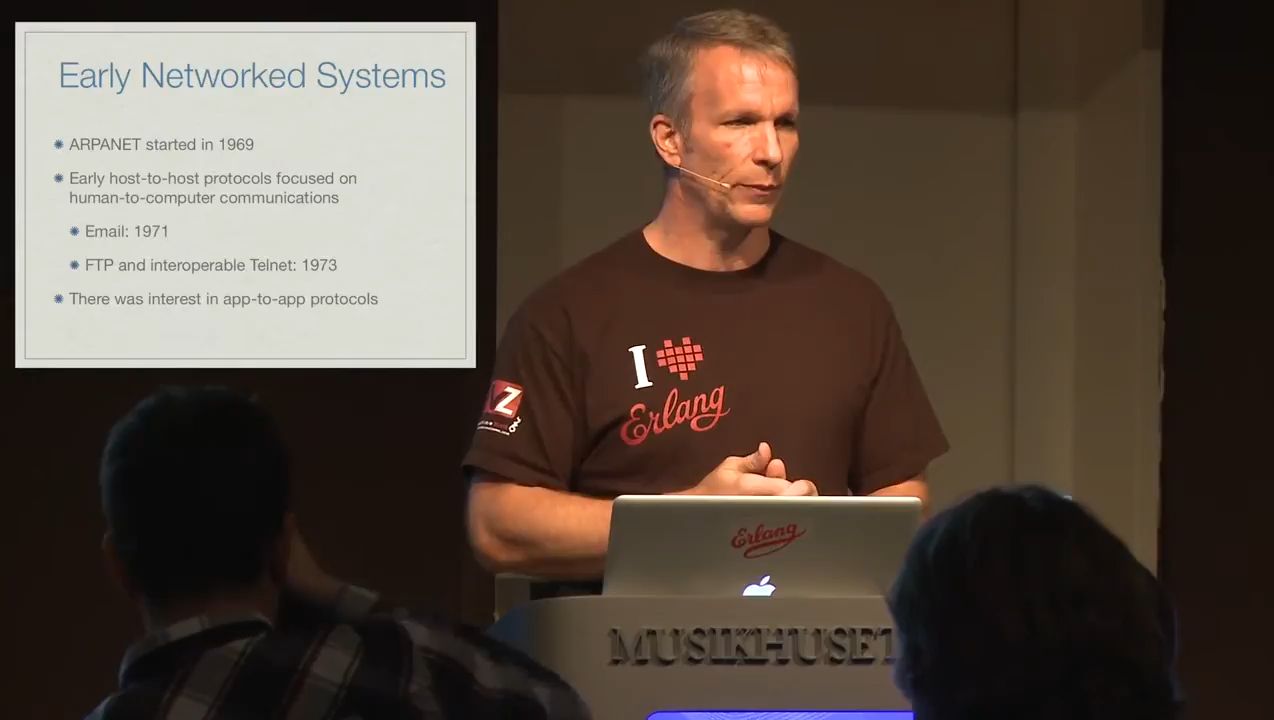 Early Networked Systems
ARPANET started in 1969
Early host-to-host protocols focused on
human-to-computer communications
Email: 1971
FTP and interoperable Telnet: 1973
There was interest in app-to-app protocols
I
Erlang
Z
Erlang
MUSIKHUSET